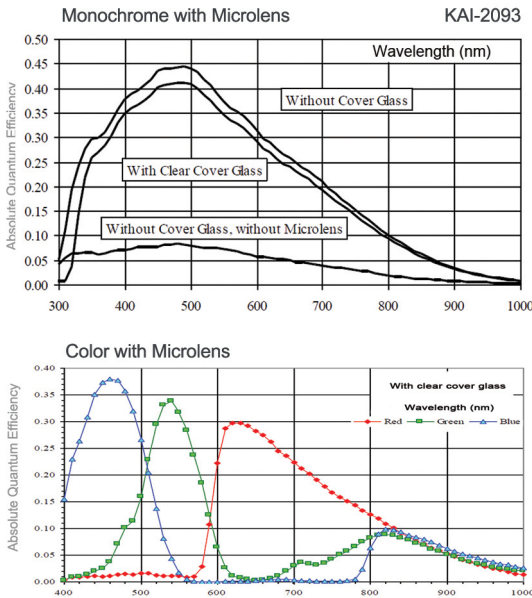 Monochrome with Microlens KAI-2093
0.50
0.45
0.40
0.35
0.30
0.25
0.20
0.15
0.10
0.05
0.00
Absolute Quantum Efficiency
Wavelength (nm)
Without Cover Glass
With Clear Cover Glass
Without Cover Glass, without Microlens
300 400 500 600 700 800 900 1000
Color with Microlens
0.40
0.35
0.30
0.25
0.20
0.15
0.10
0.05
0.00
Absolute Quantum Efficiency
With clear cover glass
Wavelength (nm)
Red Green Blue
400 500 600 700 800 900 1000